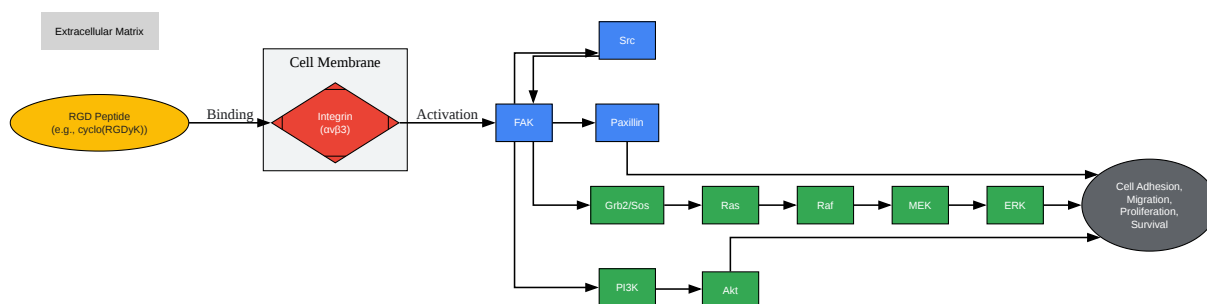 Extracellular Matrix
Src
Cell Membrane
RGD Peptide
(e.g., cyclo(RGDyK))
Binding
Integrin
(αvβ3)
Activation
FAK
Paxillin
Grb2/Sos
Ras
Raf
MEK
ERK
Cell Adhesion,
Migration,
Proliferation,
Survival
PI3K
Akt